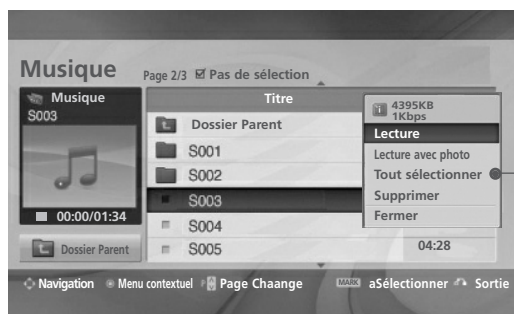 Musique
Page 2/3 Pas de sélection
Musique
S003
00:00/01:34
Dossier Parent
Titre
Dossier Parent
S001
S002
S003
S004
S005
04:28
4395KB
1Kbps
Lecture
Lecture avec photo
Tout sélectionner
Supprimer
Fermer
Navigation Menu contextuel P Page Chaange MARK aSélectionner Sortie